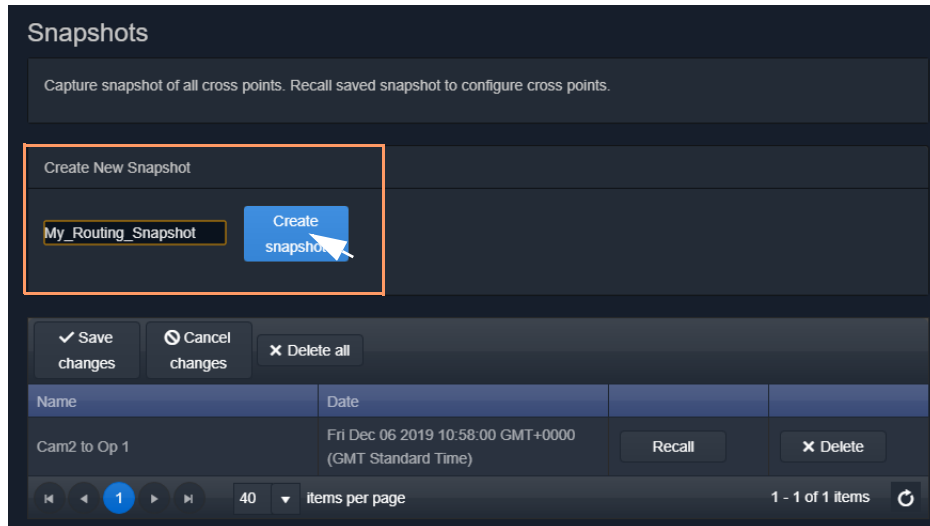 Snapshots
Capture snapshot of all cross points. Recall saved snapshot to configure cross points.
Create New Snapshot
My_Routing_Snapshot
Create
snapshot
Save
changes
Cancel
changes
Delete all
Name
Date
Cam2 to Op 1
Fri Dec 06 2019 10:58:00 GMT+0000
(GMT Standard Time)
Recall
Delete
1
40
items per page
1 - 1 of 1 items